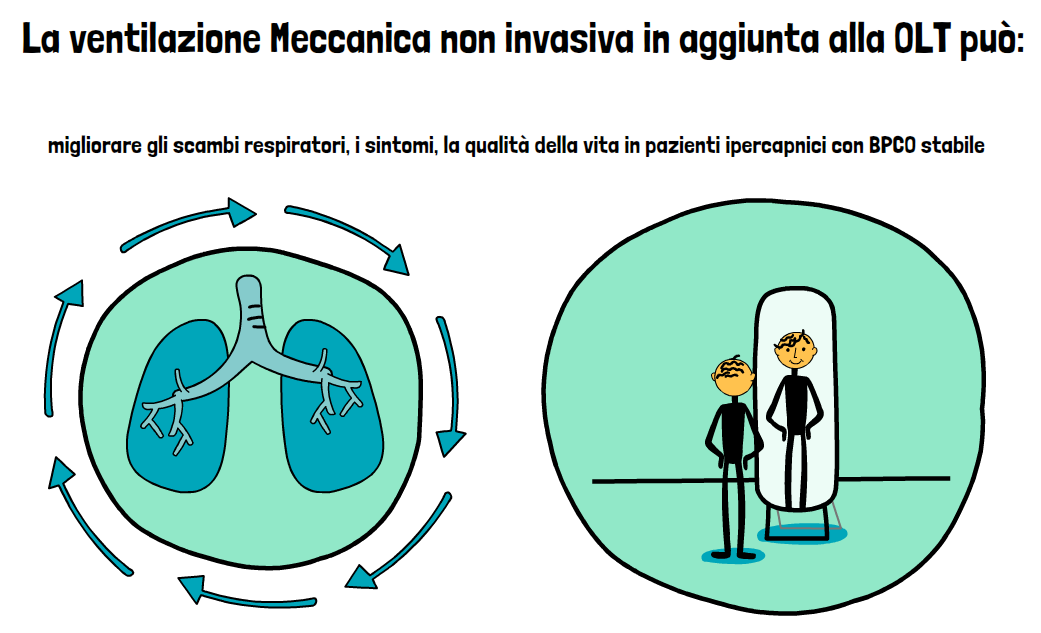 La ventilazione Meccanica non invasiva in aggiunta alla OLT può:
migliorare gli scambi respiratori, i sintomi, la qualità della vita in pazienti ipercapnici con BPCO stabile